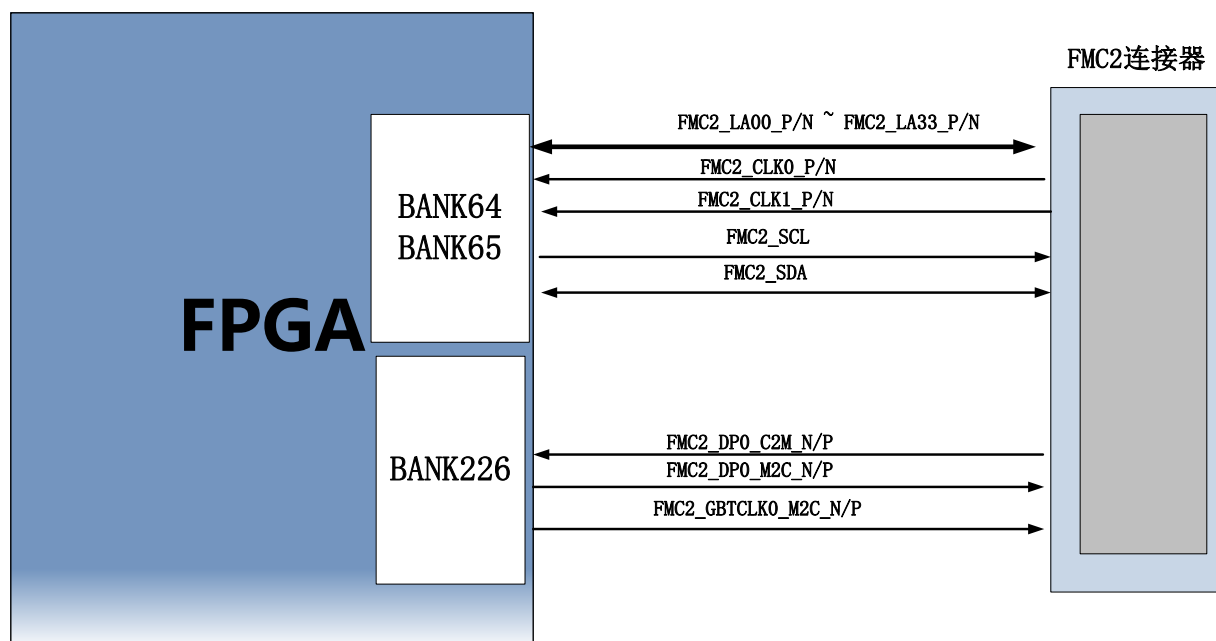 FMC2连接器
FMC2_LA00_P/N ~ FMC2_LA33_P/N
FMC2_CLK0_P/N
FMC2_CLK1_P/N
BANK64
BANK65
FMC2_SCL
FMC2_SDA
FPGA
BANK226
FMC2_DP0_C2M_N/P
FMC2_DP0_M2C_N/P
FMC2_GBTCLK0_M2C_N/P